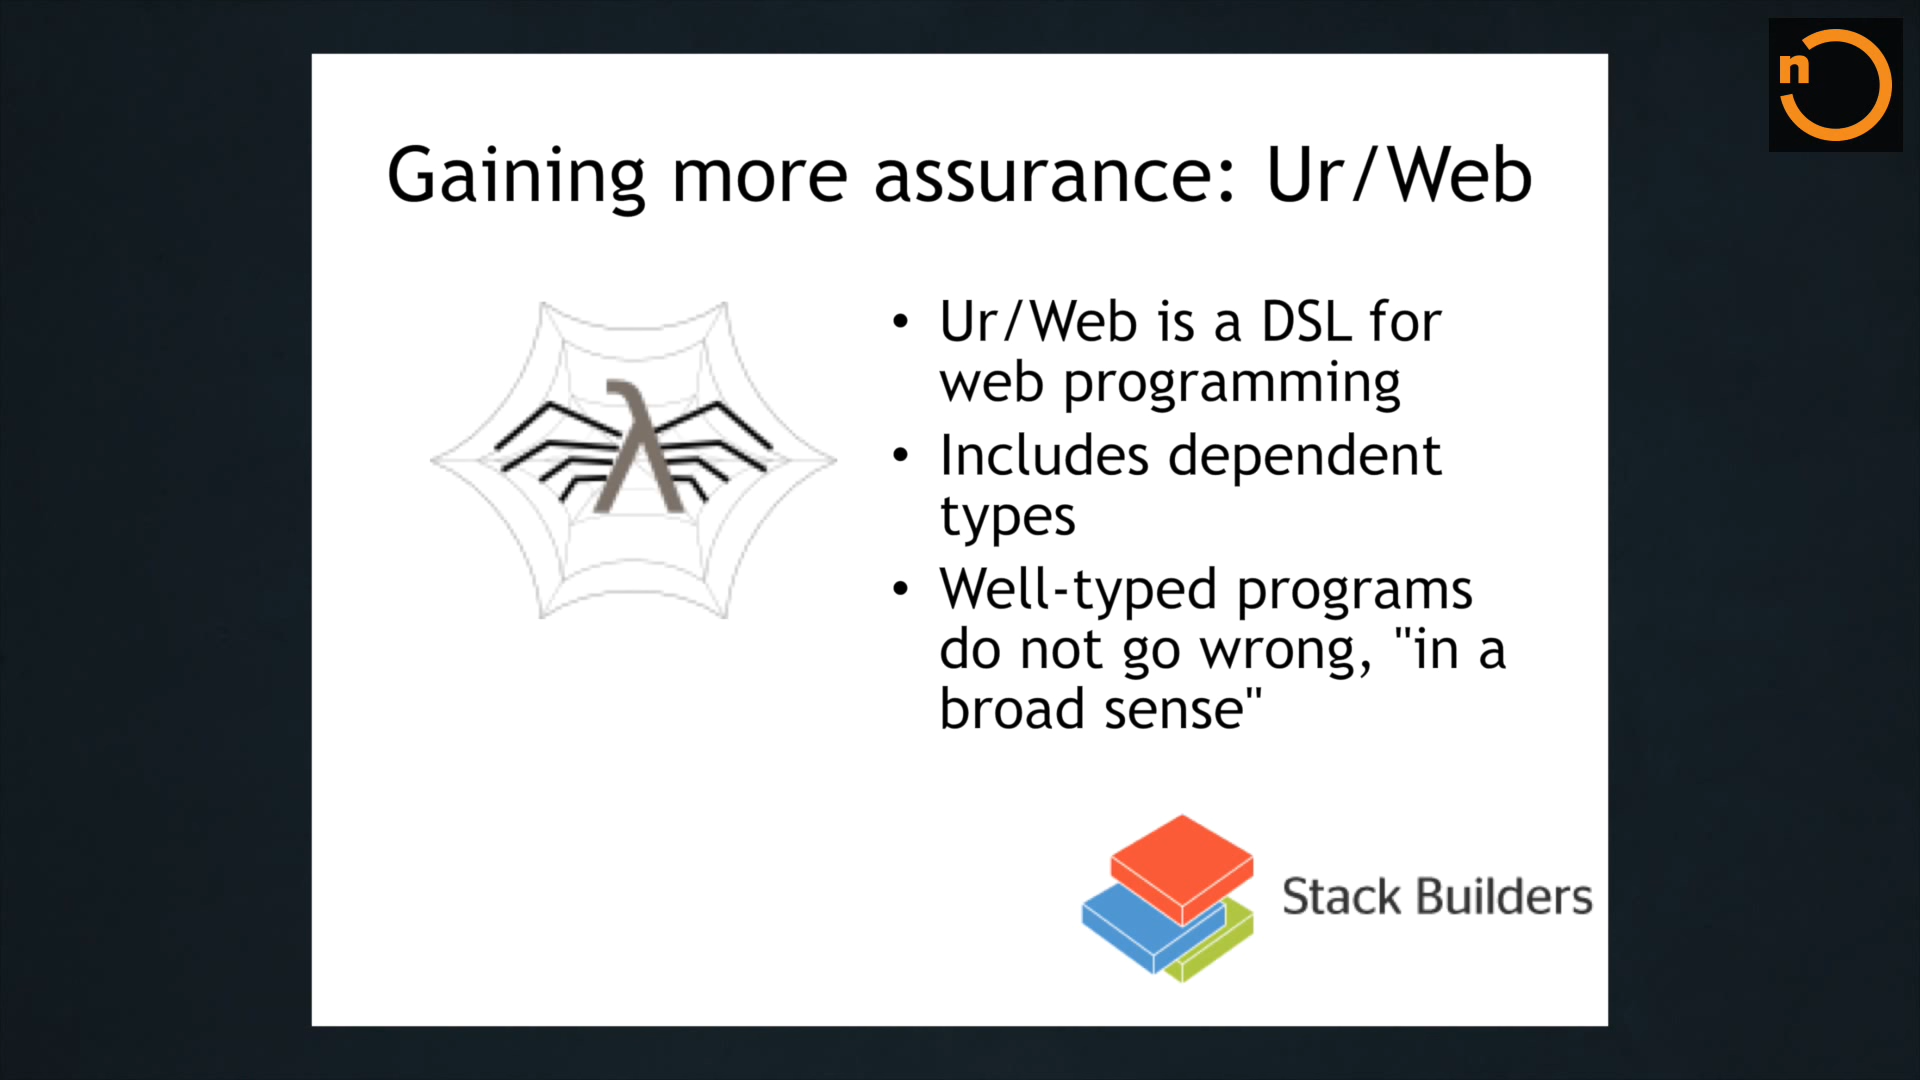 n
Gaining more assurance: Ur/Web
λ
• Ur/Web is a DSL for
web programming
• Includes dependent
types
• Well-typed programs
do not go wrong, "in a
broad sense"
Stack Builders